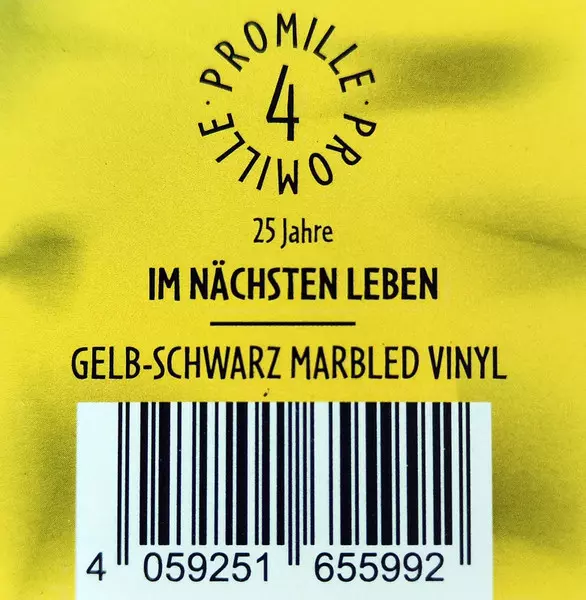 PROMILLE · PROMILLE ·
4
25 Jahre
IM NÄCHSTEN LEBEN
GELB-SCHWARZ MARBLED VINYL
4 059251 655992